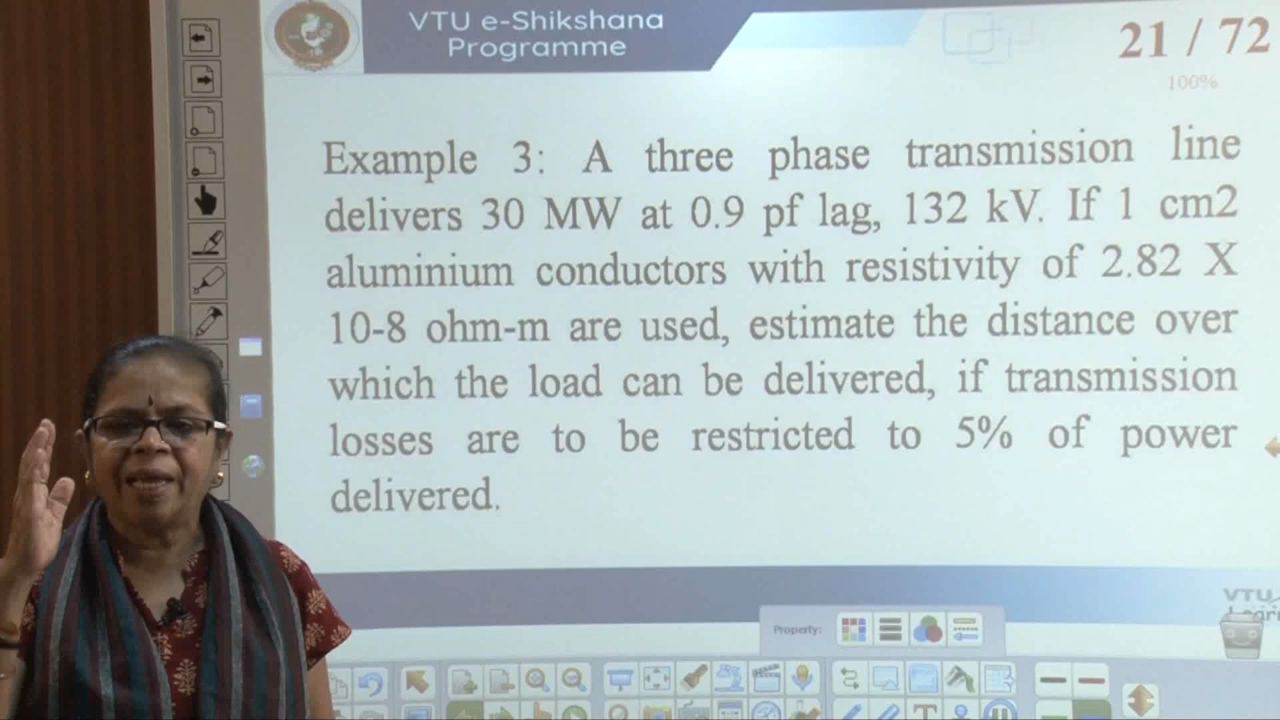 VTU e-Shikshana
Programme
21 / 72
100%
Example 3: A three phase transmission line
delivers 30 MW at 0.9 pf lag, 132 kV. If 1 cm2
aluminium conductors with resistivity of 2.82 X
10-8 ohm-m are used, estimate the distance over
which the load can be delivered, if transmission
losses are to be restricted to 5% of power
delivered.
VTU
Property: